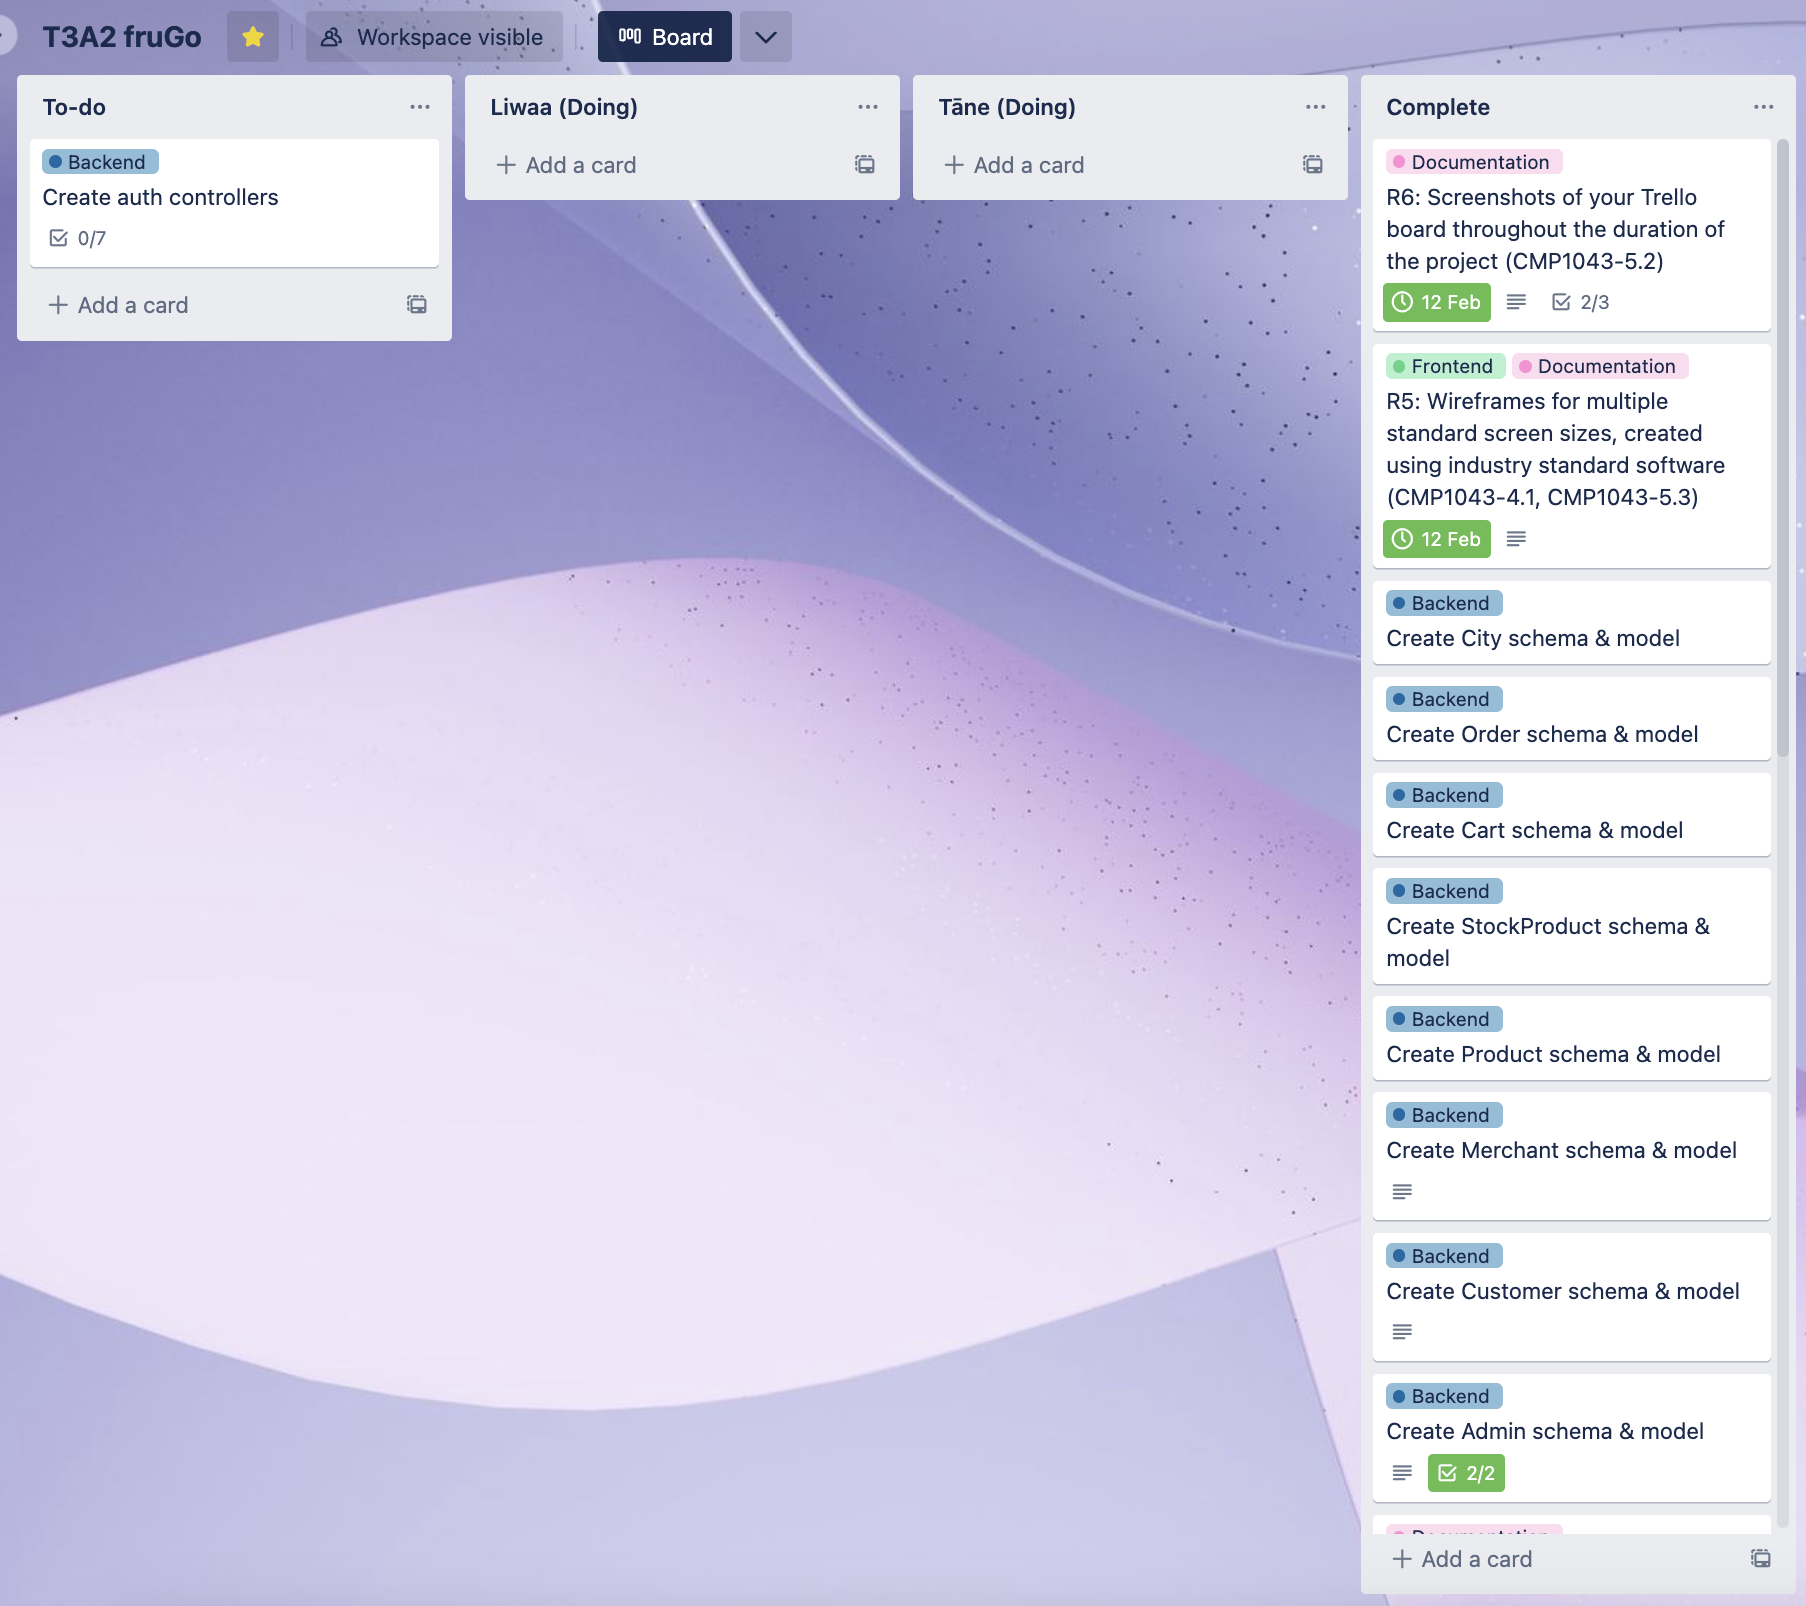 T3A2 fruGo
Workspace visible
Board
To-do
Backend
Create auth controllers
0/7
Add a card
Liwaa (Doing)
Add a card
Tāne (Doing)
Add a card
Complete
Documentation
R6: Screenshots of your Trello
board throughout the duration of
the project (CMP1043-5.2)
12 Feb
2/3
Frontend Documentation
R5: Wireframes for multiple
standard screen sizes, created
using industry standard software
(CMP1043-4.1, CMP1043-5.3)
12 Feb
Backend
Create City schema & model
Backend
Create Order schema & model
Backend
Create Cart schema & model
Backend
Create StockProduct schema &
model
Backend
Create Product schema & model
Backend
Create Merchant schema & model
Backend
Create Customer schema & model
Backend
Create Admin schema & model
2/2
Documentation
Add a card